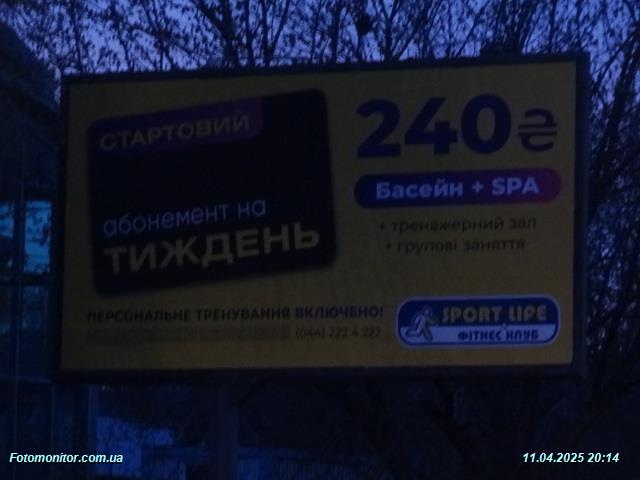 СТАРТОВИЙ
абонемент на
ТИЖДЕНЬ
240₴
Басейн + SPA
+ тренажерний зал
+ групові заняття
ПЕРСОНАЛЬНЕ ТРЕНУВАННЯ ВКЛЮЧЕНО!
(044) 222 4 222
SPORT LIFE
ФІТНЕС КЛУБ
Fotomonitor.com.ua
11.04.2025 20:14